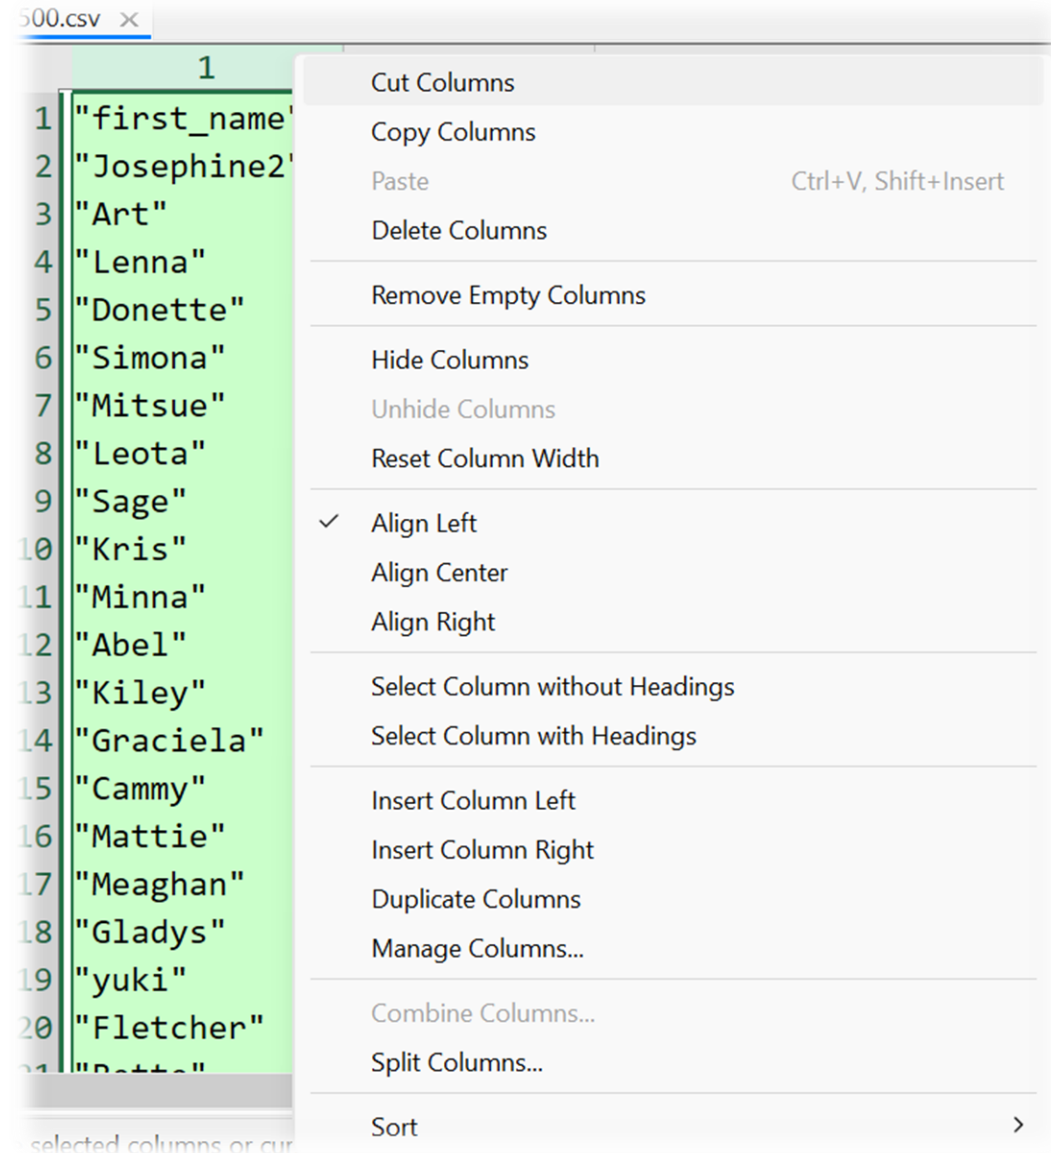 500.csv
1
1 "first_name"
2 "Josephine2"
3 "Art"
4 "Lenna"
5 "Donette"
6 "Simona"
7 "Mitsue"
8 "Leota"
9 "Sage"
10 "Kris"
11 "Minna"
12 "Abel"
13 "Kiley"
14 "Graciela"
15 "Cammy"
16 "Mattie"
17 "Meaghan"
18 "Gladys"
19 "yuki"
20 "Fletcher"
21
selected columns or cur
Cut Columns
Copy Columns
Paste Ctrl+V, Shift+Insert
Delete Columns
Remove Empty Columns
Hide Columns
Unhide Columns
Reset Column Width
Align Left
Align Center
Align Right
Select Column without Headings
Select Column with Headings
Insert Column Left
Insert Column Right
Duplicate Columns
Manage Columns...
Combine Columns...
Split Columns...
Sort